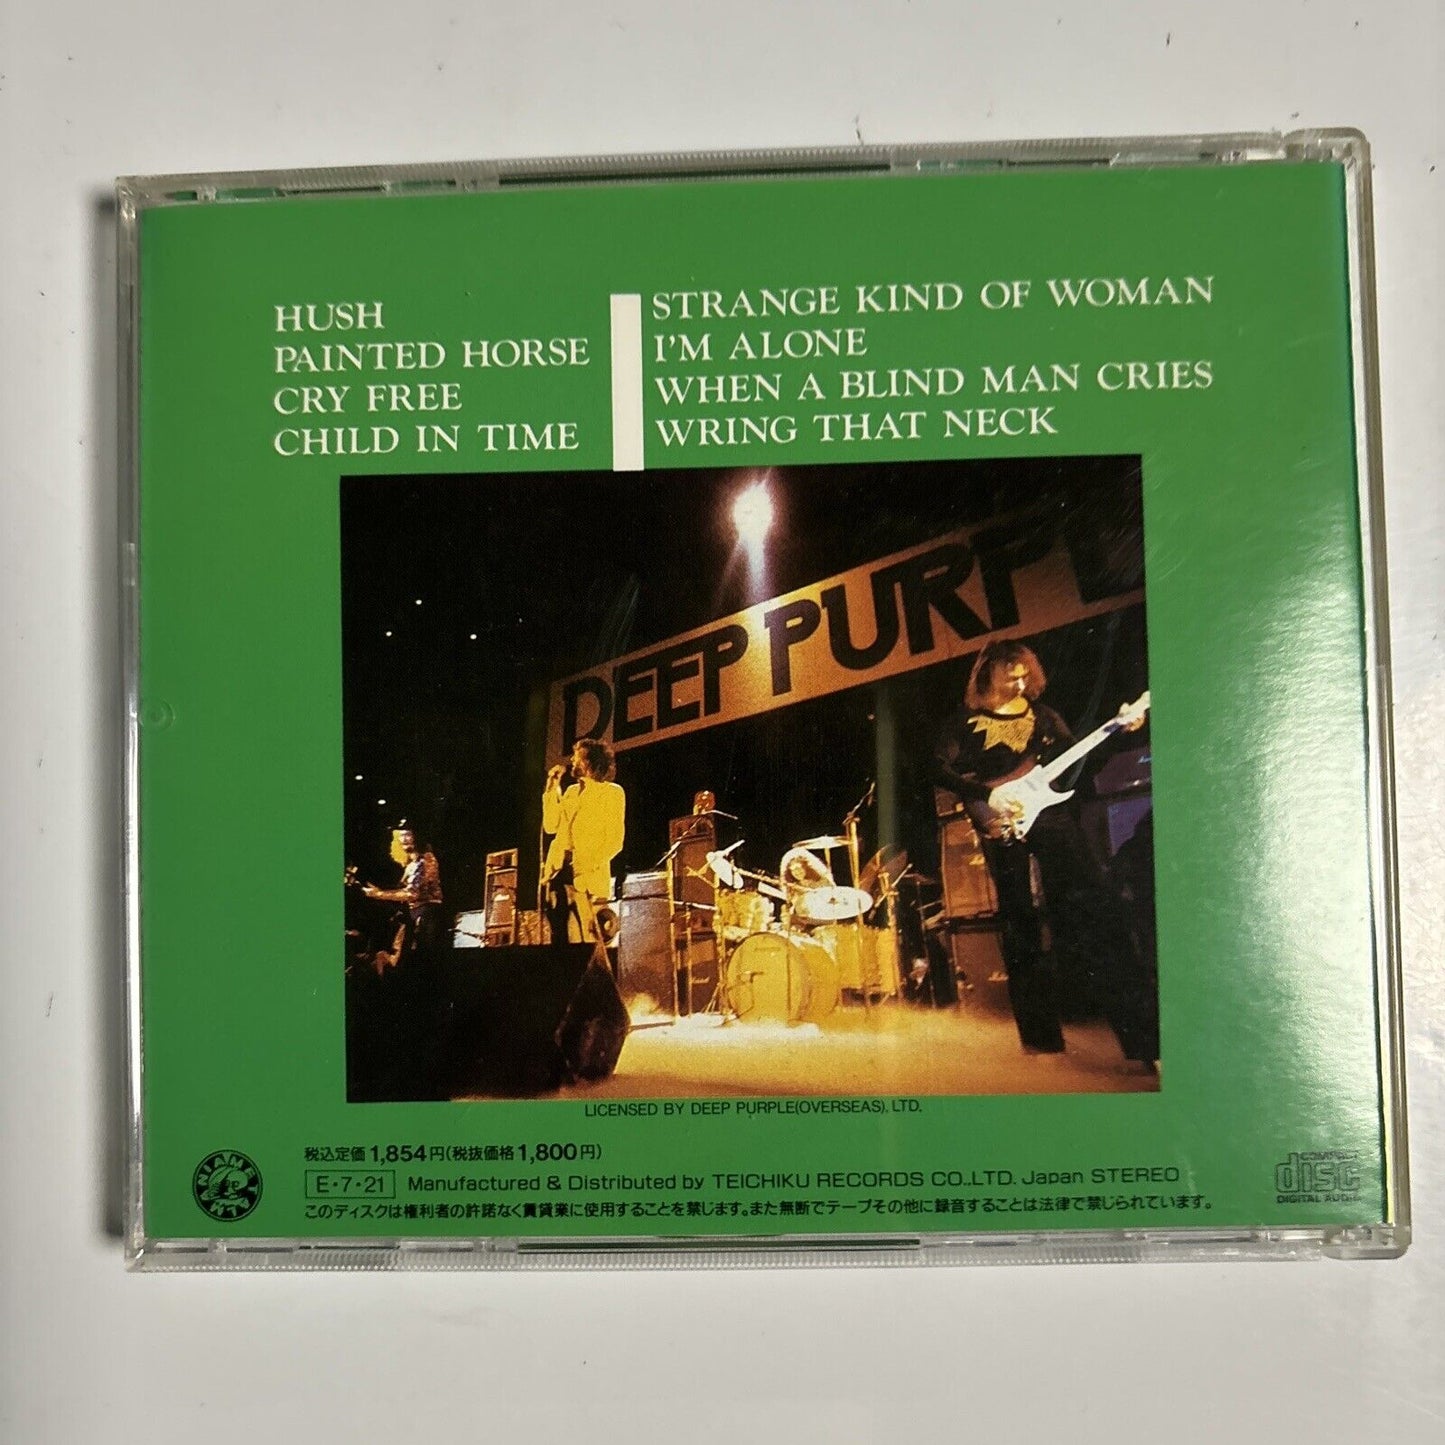 HUSH
PAINTED HORSE
CRY FREE
CHILD IN TIME
STRANGE KIND OF WOMAN
I'M ALONE
WHEN A BLIND MAN CRIES
WRING THAT NECK
DEEP PURPLE
LICENSED BY DEEP PURPLE(OVERSEAS). LTD.
税込定価1,854円(税抜価格1,800円)
E・7・21 Manufactured & Distributed by TEICHIKU RECORDS CO.,LTD. Japan STEREO
このディスクは権利者の許諾なく賃貸業に使用することを禁じます。また無断でテープその他に録音することは法律で禁じられています。
COMPACT
disc
DIGITAL AUDIO